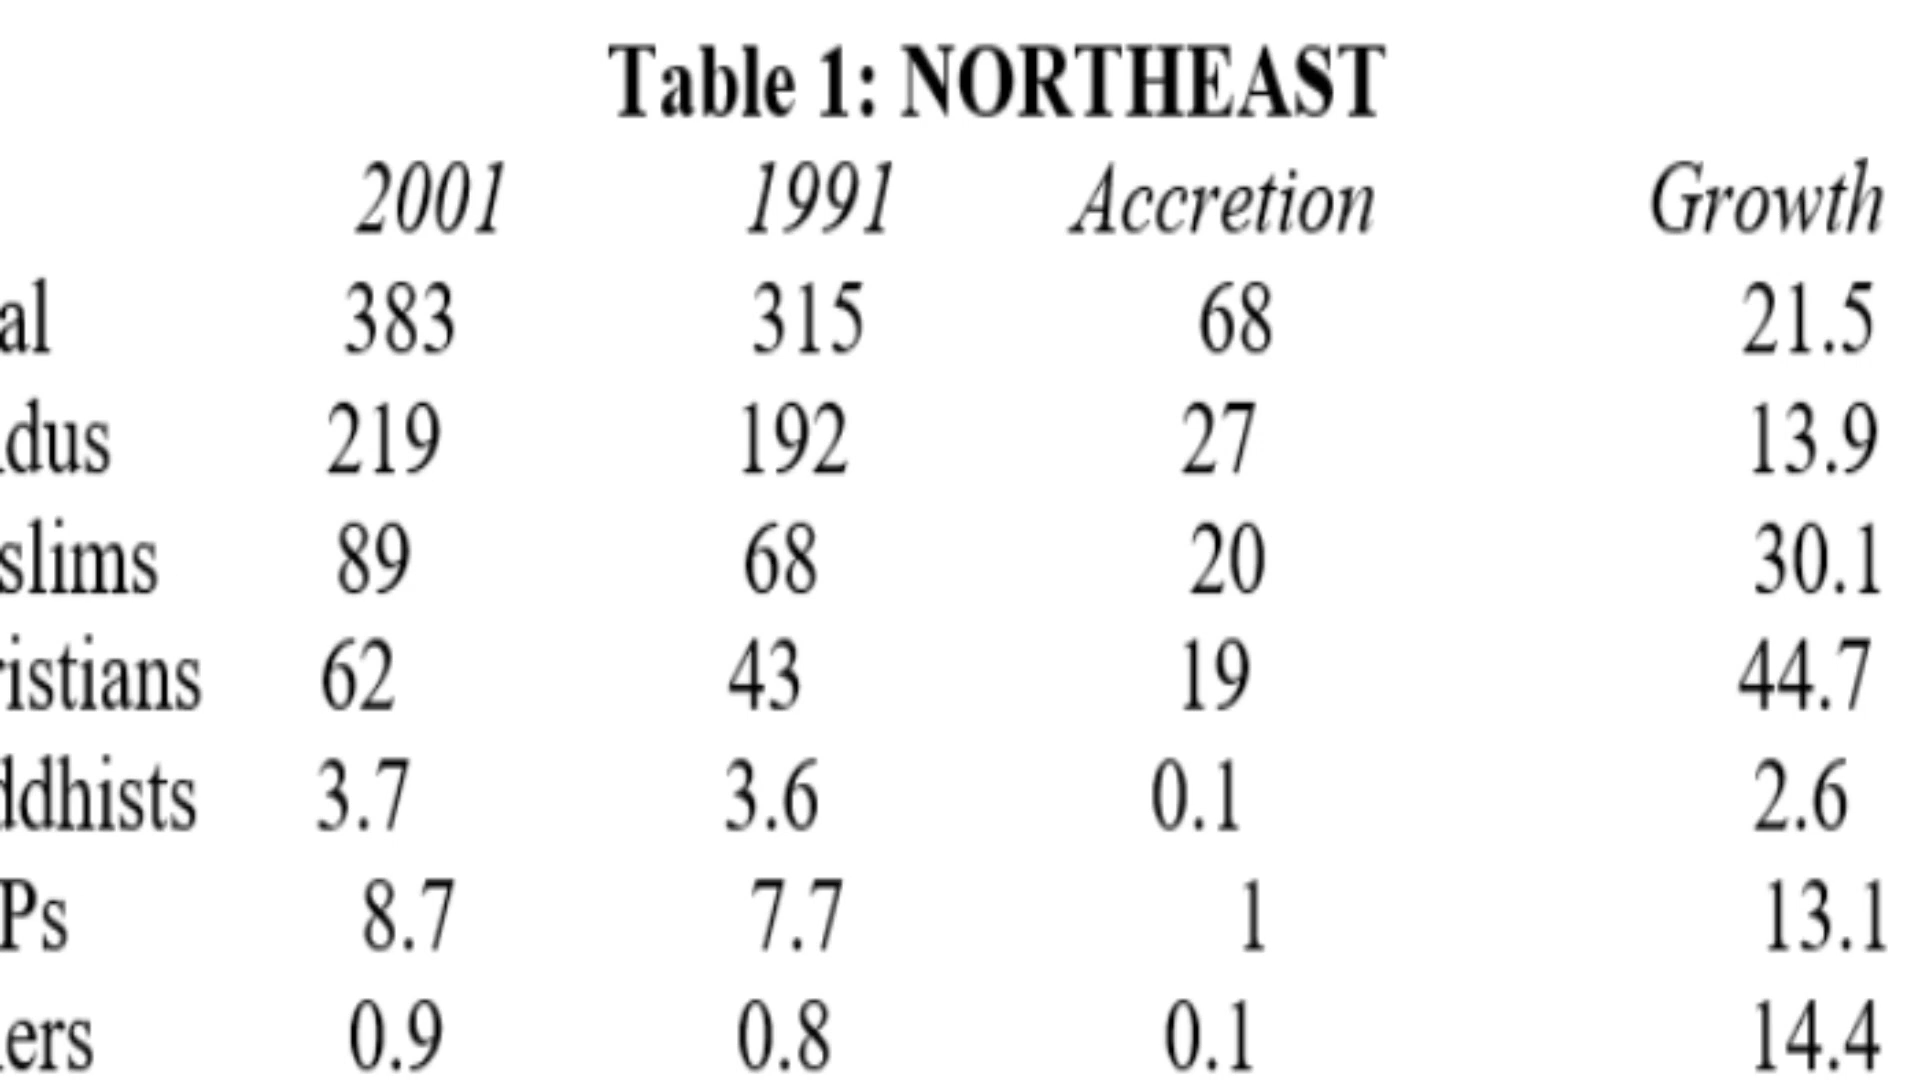 Table 1: NORTHEAST
2001 1991 Accretion Growth
al 383 315 68 21.5
dus 219 192 27 13.9
slims 89 68 20 30.1
ristians 62 43 19 44.7
ddhists 3.7 3.6 0.1 2.6
Ps 8.7 7.7 1 13.1
ers 0.9 0.8 0.1 14.4